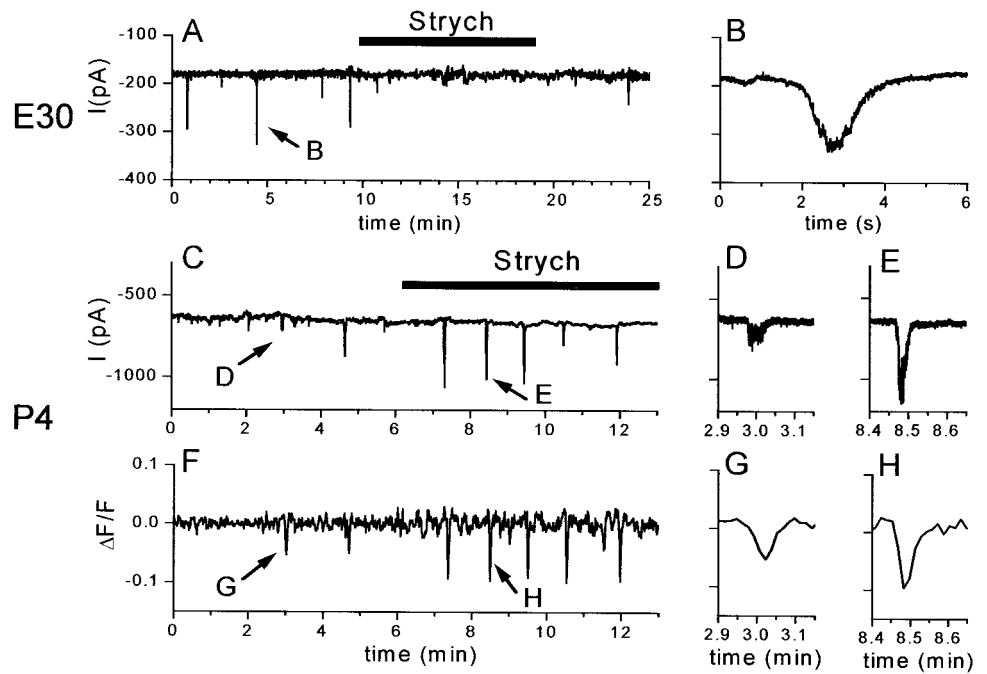 A
Strych
B
E30
I(pA)
-100
-200
-300
-400
B
0 5 10 15 20 25
time (min)
0 2 4 6
time (s)
C
Strych
D
E
P4
I (pA)
-500
-1000
D
E
0 2 4 6 8 10 12
2.9 3.0 3.1
8.4 8.5 8.6
F
G
H
ΔF/F
0.1
0.0
-0.1
G
H
0 2 4 6 8 10 12
time (min)
2.9 3.0 3.1
time (min)
8.4 8.5 8.6
time (min)